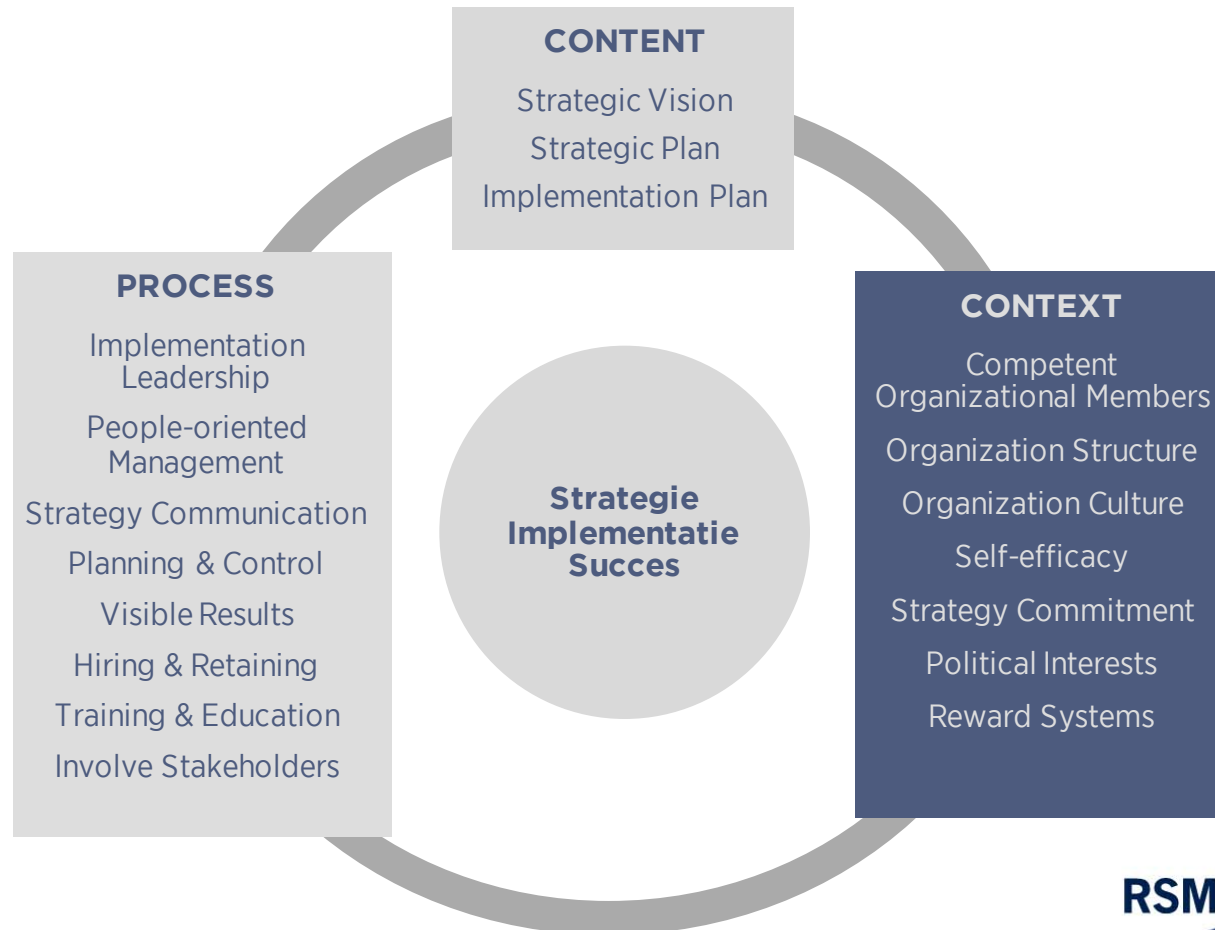 CONTENT
Strategic Vision
Strategic Plan
Implementation Plan
PROCESS
Implementation
Leadership
People-oriented
Management
Strategy Communication
Planning & Control
Visible Results
Hiring & Retaining
Training & Education
Involve Stakeholders
Strategie
Implementatie
Succes
CONTEXT
Competent
Organizational Members
Organization Structure
Organization Culture
Self-efficacy
Strategy Commitment
Political Interests
Reward Systems
RSM